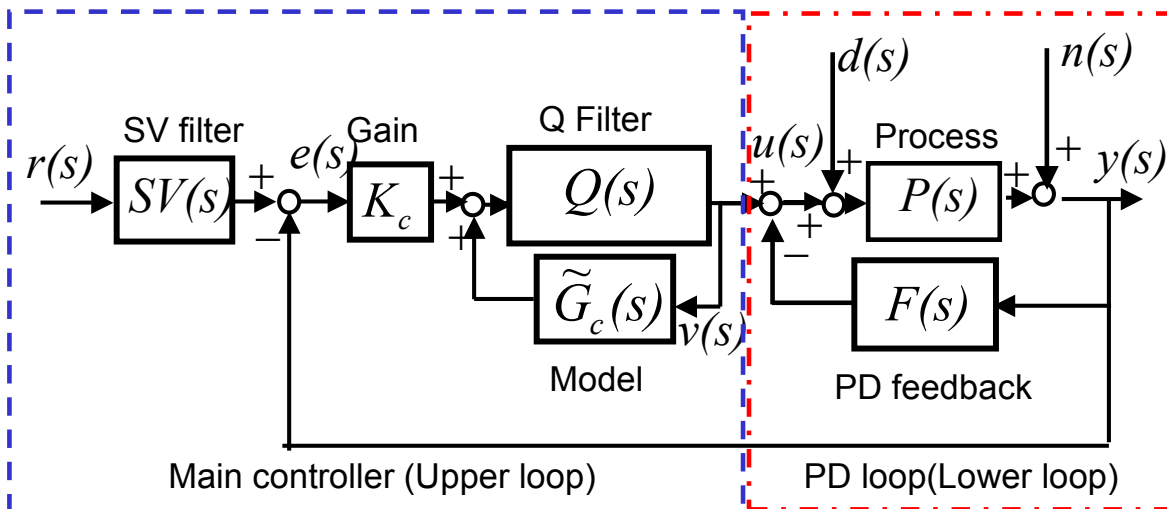 d(s)
n(s)
SV filter
Gain
Q Filter
Process
r(s)
e(s)
u(s)
y(s)
+
+
+
+
+
+
SV(s)
K_c
Q(s)
P(s)
−
+
−
+
G̃_c(s)
v(s)
F(s)
Model
PD feedback
Main controller (Upper loop)
PD loop(Lower loop)